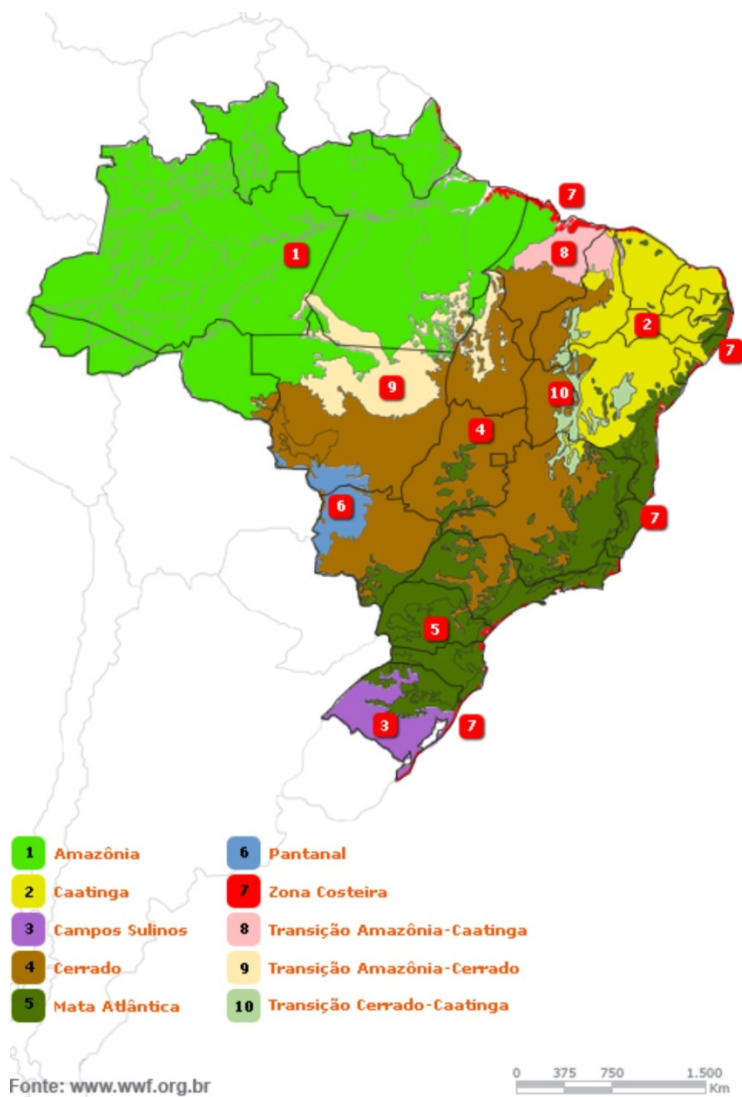 7
8
1
2
7
9
10
4
6
7
5
3
7
1 Amazônia
2 Caatinga
3 Campos Sulinos
4 Cerrado
5 Mata Atlântica
6 Pantanal
7 Zona Costeira
8 Transição Amazônia-Caatinga
9 Transição Amazônia-Cerrado
10 Transição Cerrado-Caatinga
Fonte: www.wwf.org.br
0 375 750 1.500
Km